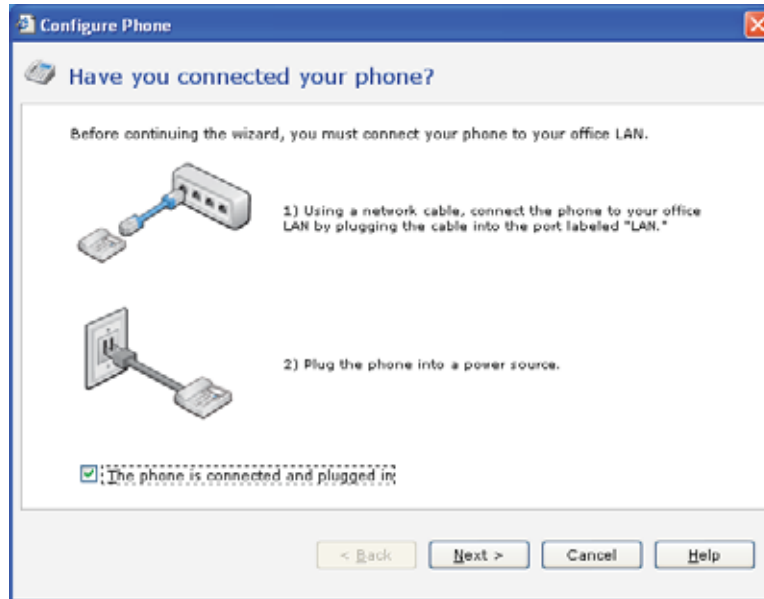 Configure Phone
Have you connected your phone?
Before continuing the wizard, you must connect your phone to your office LAN.
1) Using a network cable, connect the phone to your office
LAN by plugging the cable into the port labeled "LAN."
2) Plug the phone into a power source.
The phone is connected and plugged in
< Back Next > Cancel Help